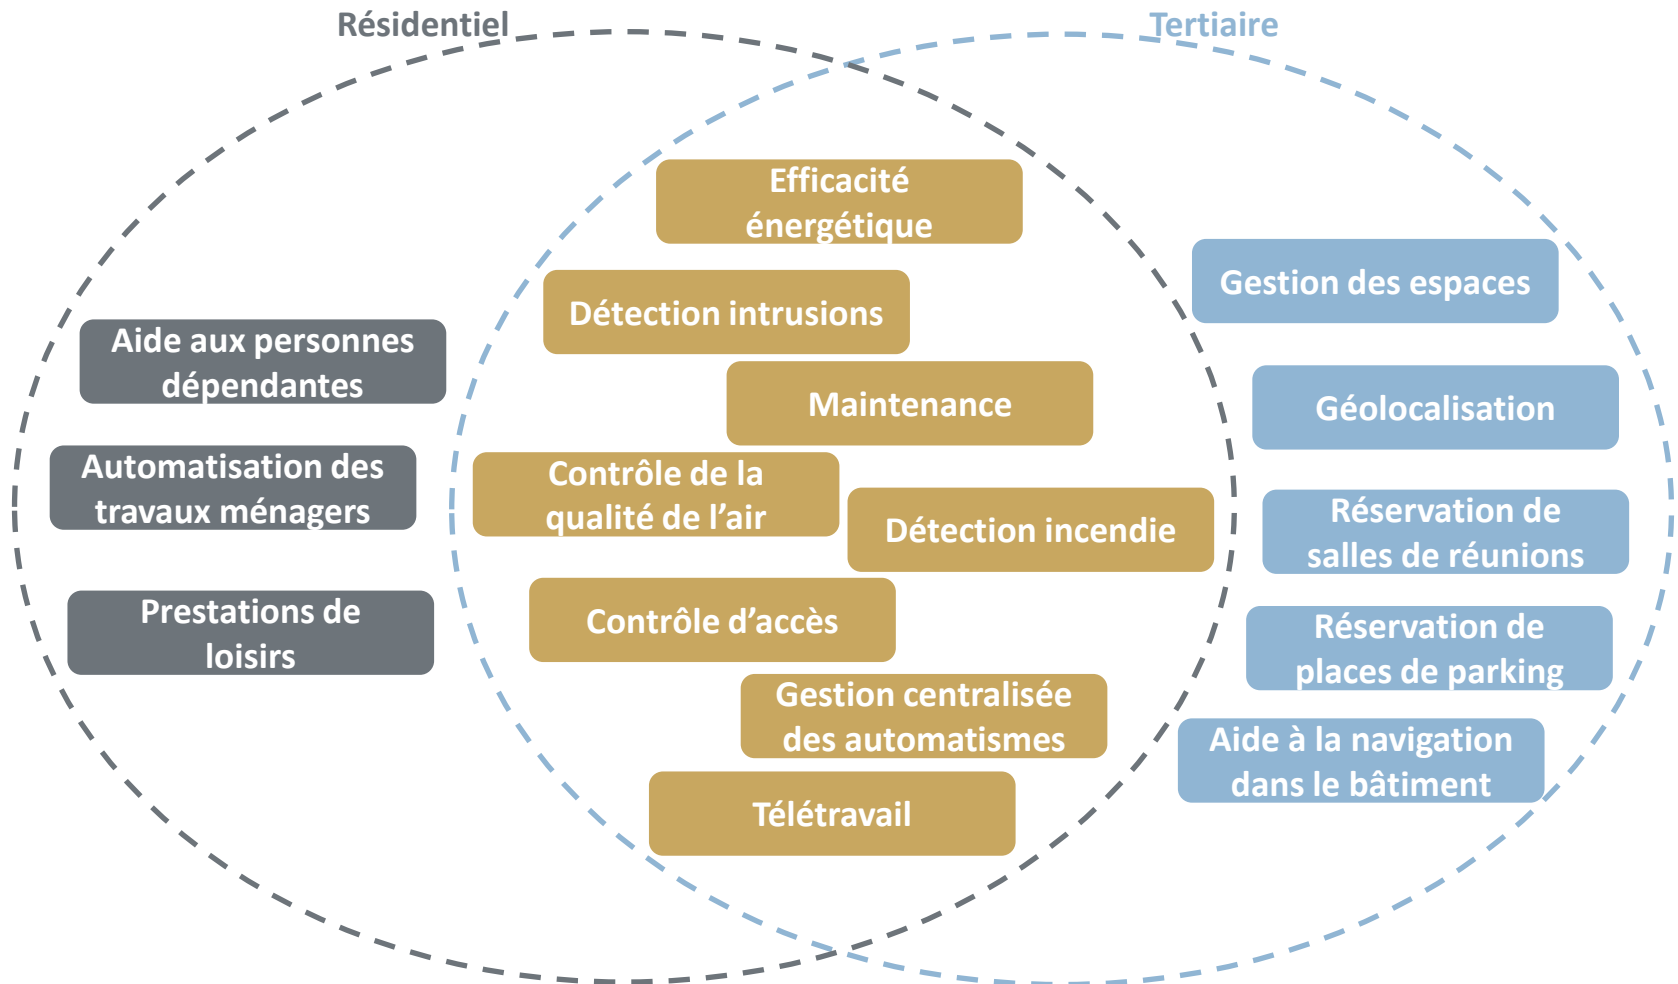 Résidentiel
Tertiaire
Efficacité
énergétique
Détection intrusions
Maintenance
Contrôle de la
qualité de l’air
Détection incendie
Contrôle d’accès
Gestion centralisée
des automatismes
Télétravail
Aide aux personnes
dépendantes
Automatisation des
travaux ménagers
Prestations de
loisirs
Gestion des espaces
Géolocalisation
Réservation de
salles de réunions
Réservation de
places de parking
Aide à la navigation
dans le bâtiment